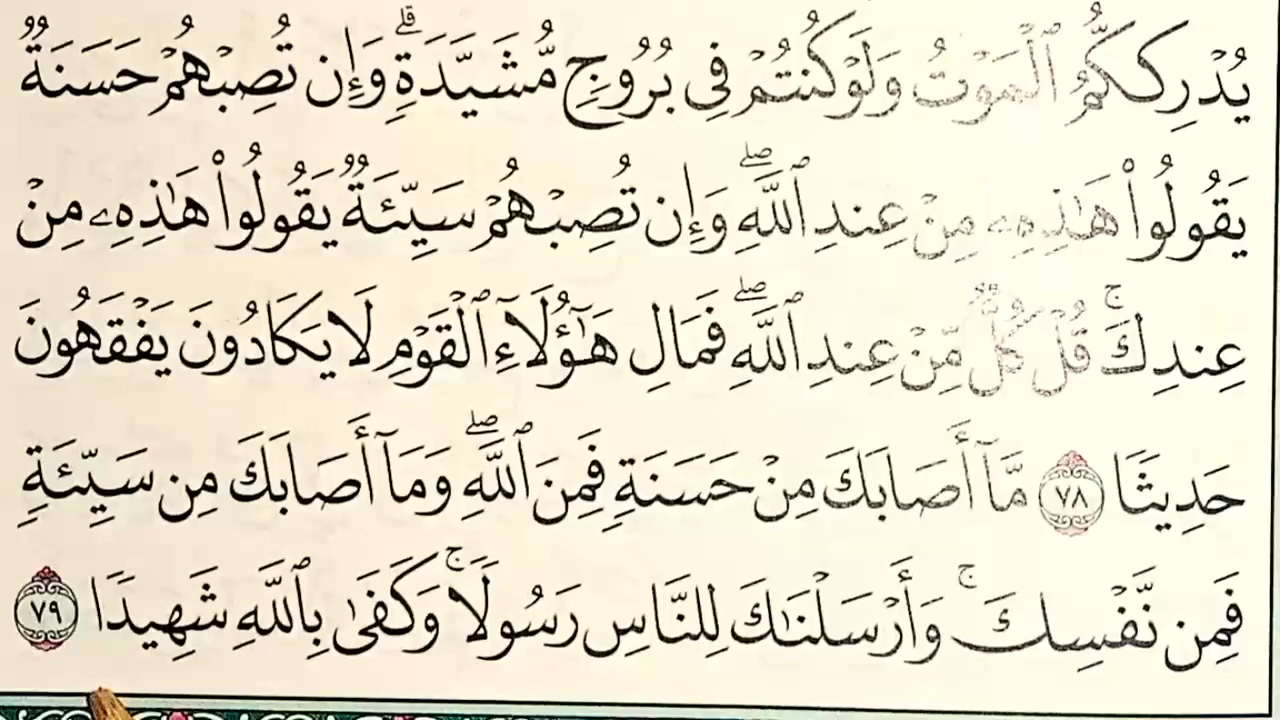 يُدْرِككُّمُ ٱلْمَوْتُ وَلَوْ كُنتُمْ فِى بُرُوجٍ مُّشَيَّدَةٍ ۗ وَإِن تُصِبْهُمْ حَسَنَةٌ
يَقُولُوا۟ هَٰذِهِۦ مِنْ عِندِ ٱللَّهِ ۖ وَإِن تُصِبْهُمْ سَيِّئَةٌ يَقُولُوا۟ هَٰذِهِۦ مِنْ
عِندِكَ ۚ قُلْ كُلٌّ مِّنْ عِندِ ٱللَّهِ ۖ فَمَالِ هَٰٓؤُلَآءِ ٱلْقَوْمِ لَا يَكَادُونَ يَفْقَهُونَ
حَدِيثًا ٧٨ مَّآ أَصَابَكَ مِنْ حَسَنَةٍ فَمِنَ ٱللَّهِ ۖ وَمَآ أَصَابَكَ مِن سَيِّئَةٍ
فَمِن نَّفْسِكَ ۚ وَأَرْسَلْنَٰكَ لِلنَّاسِ رَسُولًا ۚ وَكَفَىٰ بِٱللَّهِ شَهِيدًا ٧٩